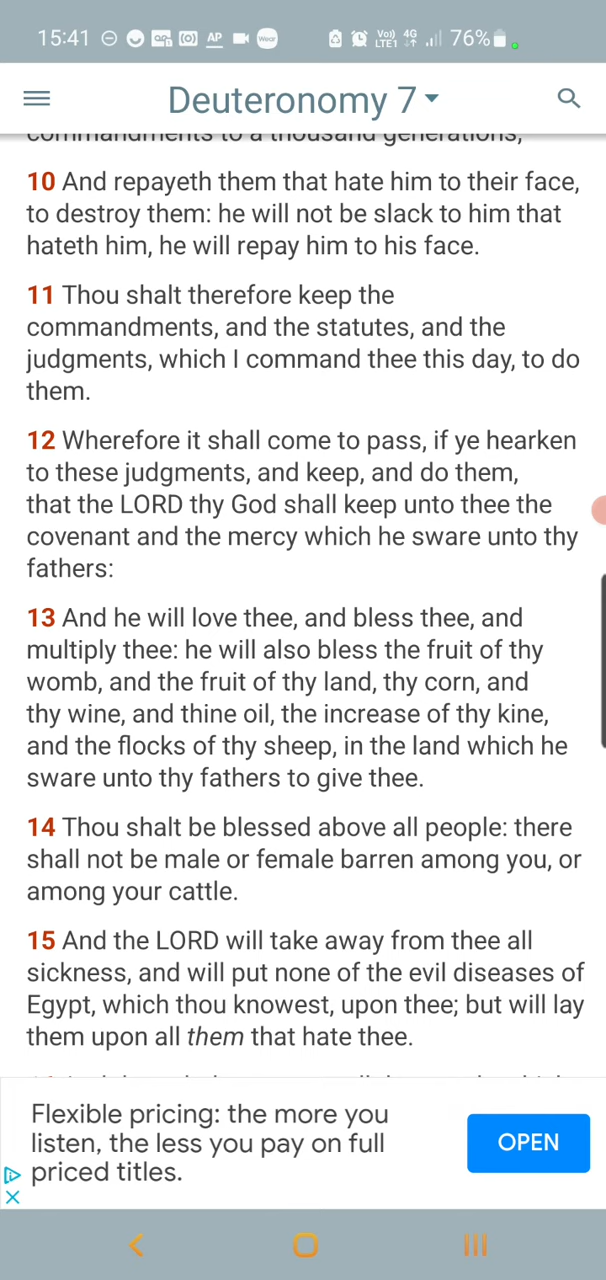 15:41
AP
Wear
Vo))
LTE1
4G
76%
Deuteronomy 7
commandments to a thousand generations,
10 And repayeth them that hate him to their face,
to destroy them: he will not be slack to him that
hateth him, he will repay him to his face.
11 Thou shalt therefore keep the
commandments, and the statutes, and the
judgments, which I command thee this day, to do
them.
12 Wherefore it shall come to pass, if ye hearken
to these judgments, and keep, and do them,
that the LORD thy God shall keep unto thee the
covenant and the mercy which he sware unto thy
fathers:
13 And he will love thee, and bless thee, and
multiply thee: he will also bless the fruit of thy
womb, and the fruit of thy land, thy corn, and
thy wine, and thine oil, the increase of thy kine,
and the flocks of thy sheep, in the land which he
sware unto thy fathers to give thee.
14 Thou shalt be blessed above all people: there
shall not be male or female barren among you, or
among your cattle.
15 And the LORD will take away from thee all
sickness, and will put none of the evil diseases of
Egypt, which thou knowest, upon thee; but will lay
them upon all them that hate thee.
Flexible pricing: the more you
listen, the less you pay on full
priced titles.
OPEN